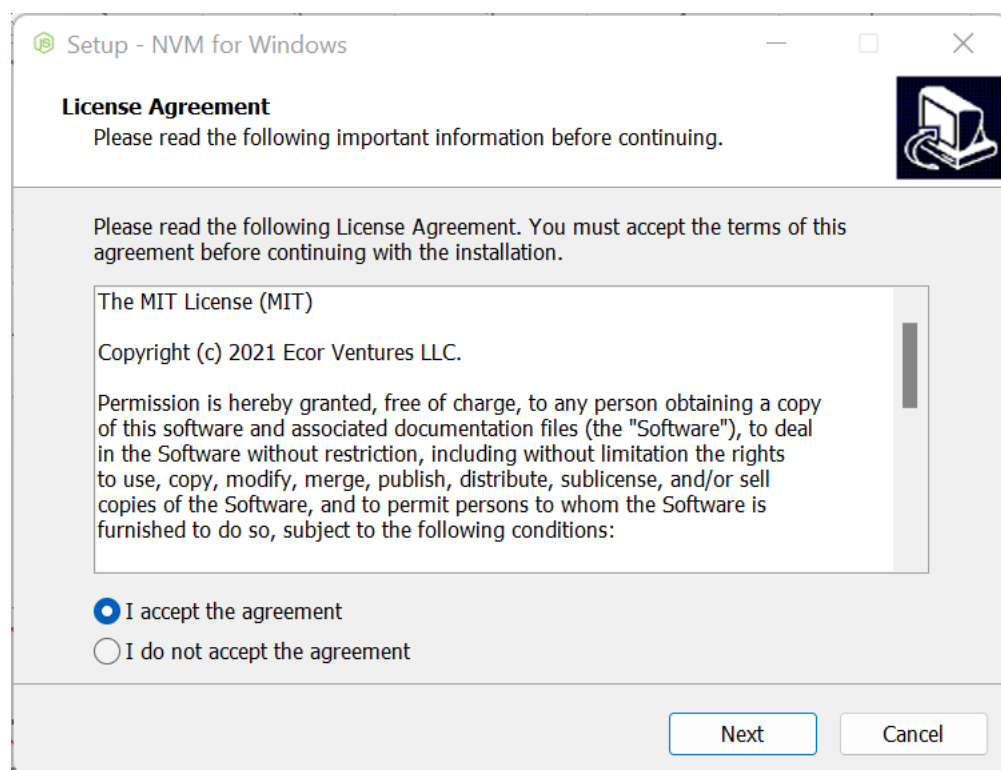 Setup - NVM for Windows
License Agreement
Please read the following important information before continuing.
Please read the following License Agreement. You must accept the terms of this
agreement before continuing with the installation.
The MIT License (MIT)
Copyright (c) 2021 Ecor Ventures LLC.
Permission is hereby granted, free of charge, to any person obtaining a copy
of this software and associated documentation files (the "Software"), to deal
in the Software without restriction, including without limitation the rights
to use, copy, modify, merge, publish, distribute, sublicense, and/or sell
copies of the Software, and to permit persons to whom the Software is
furnished to do so, subject to the following conditions:
I accept the agreement
I do not accept the agreement
Next
Cancel